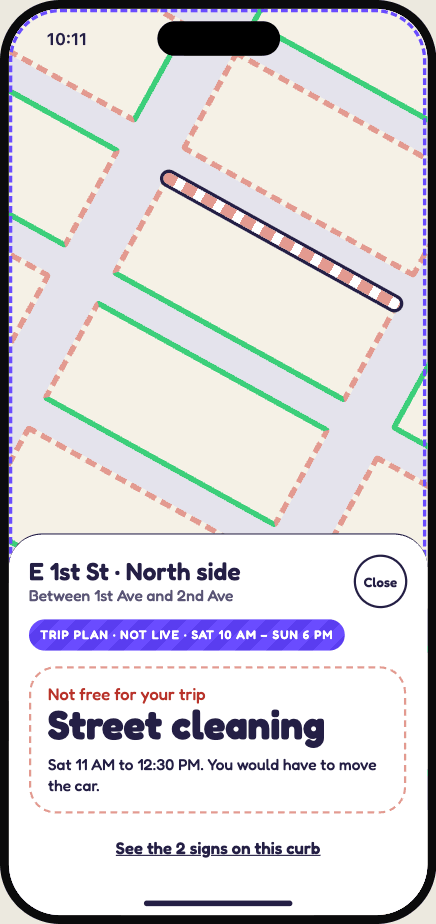 10:11
E 1st St · North side
Between 1st Ave and 2nd Ave
Close
TRIP PLAN · NOT LIVE · SAT 10 AM – SUN 6 PM
Not free for your trip
Street cleaning
Sat 11 AM to 12:30 PM. You would have to move
the car.
See the 2 signs on this curb